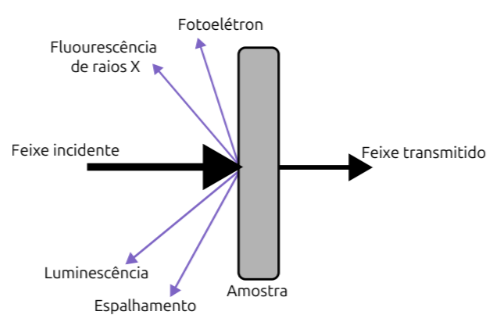 Fotoelétron
Fluourescência
de raios X
Feixe incidente
Feixe transmitido
Luminescência
Amostra
Espalhamento